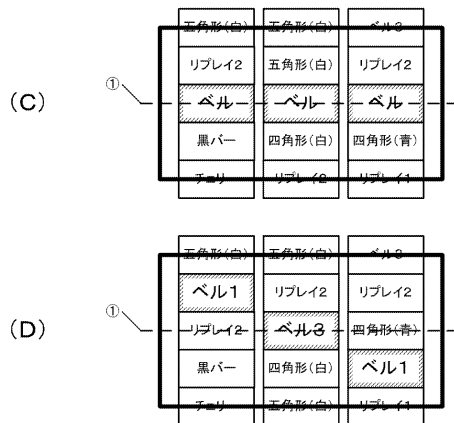 五角形(白) 五角形(白) ベル3
リプレイ2 五角形(白) リプレイ2
(C) ① ベル ベル ベル
黒バー 四角形(白) 四角形(青)
チェリー リプレイ2 リプレイ1
五角形(白) 五角形(白) ベル3
ベル1 リプレイ2 リプレイ2
(D) ① リプレイ2 ベル3 四角形(青)
黒バー 四角形(白) ベル1
チェリー 五角形(白) リプレイ1